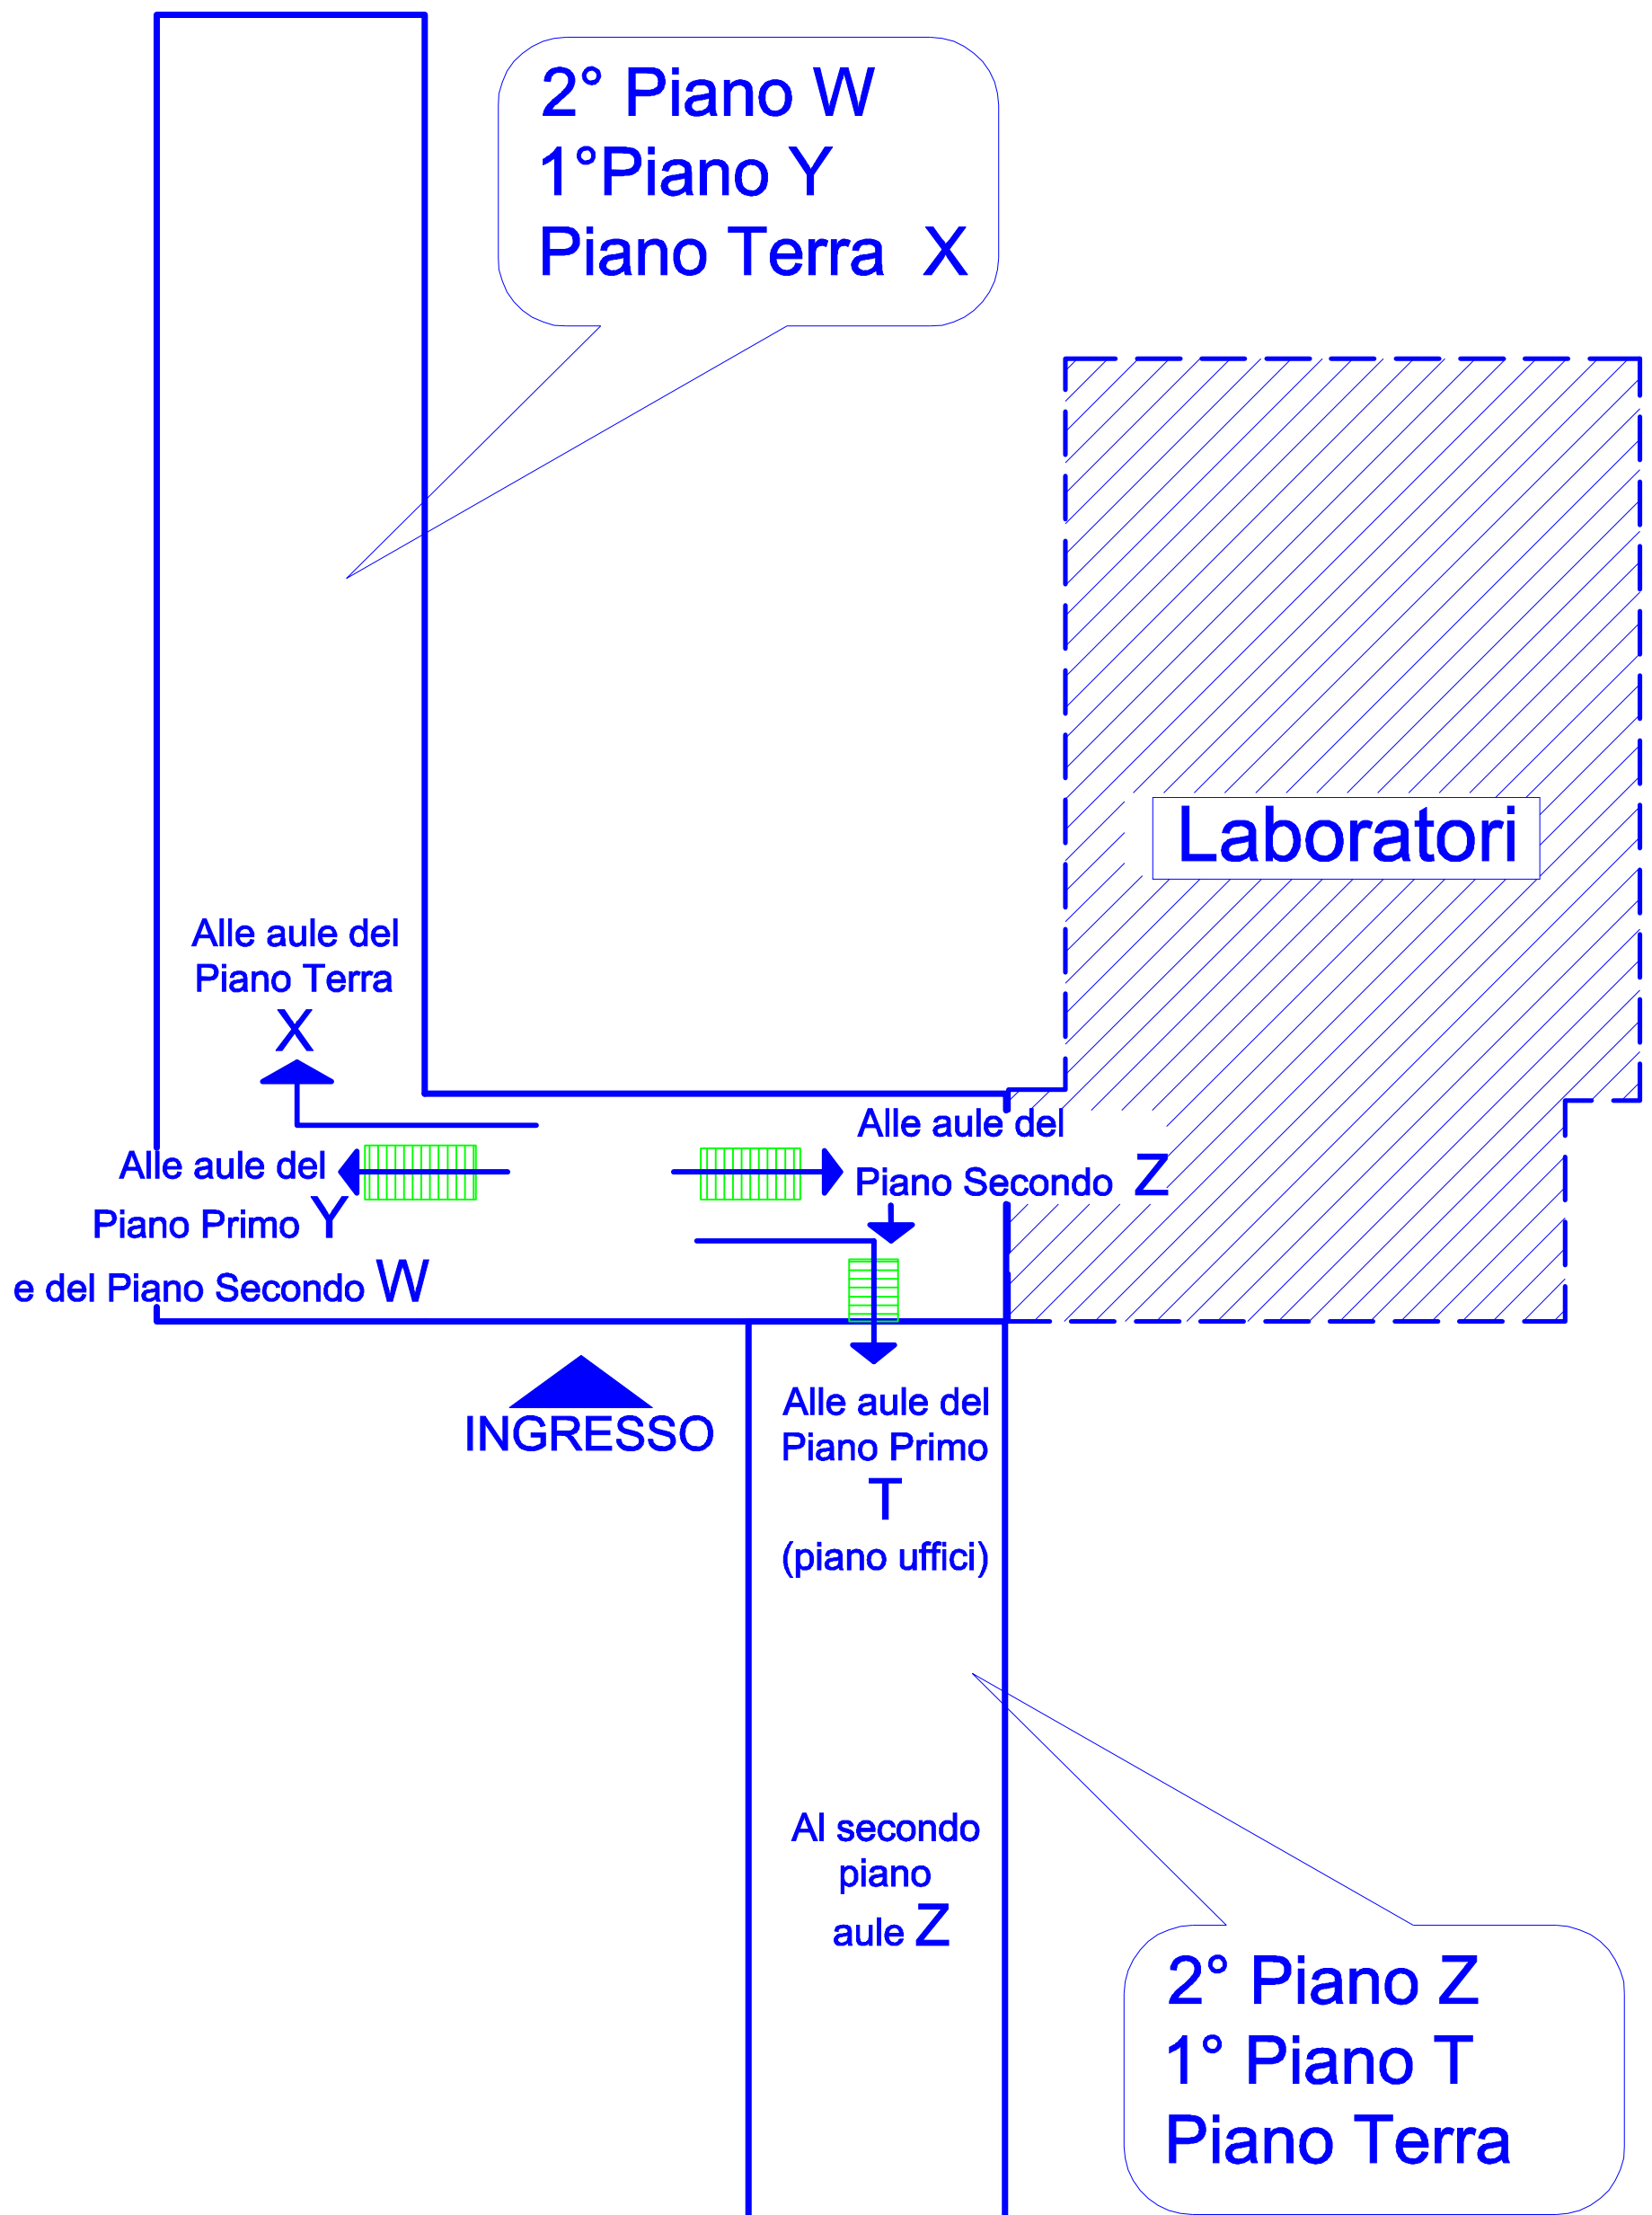 2° Piano W
1°Piano Y
Piano Terra X
Laboratori
Alle aule del
Piano Terra
X
Alle aule del
Piano Primo Y
e del Piano Secondo W
Alle aule del
Piano Secondo Z
INGRESSO
Alle aule del
Piano Primo
T
(piano uffici)
Al secondo
piano
aule Z
2° Piano Z
1° Piano T
Piano Terra